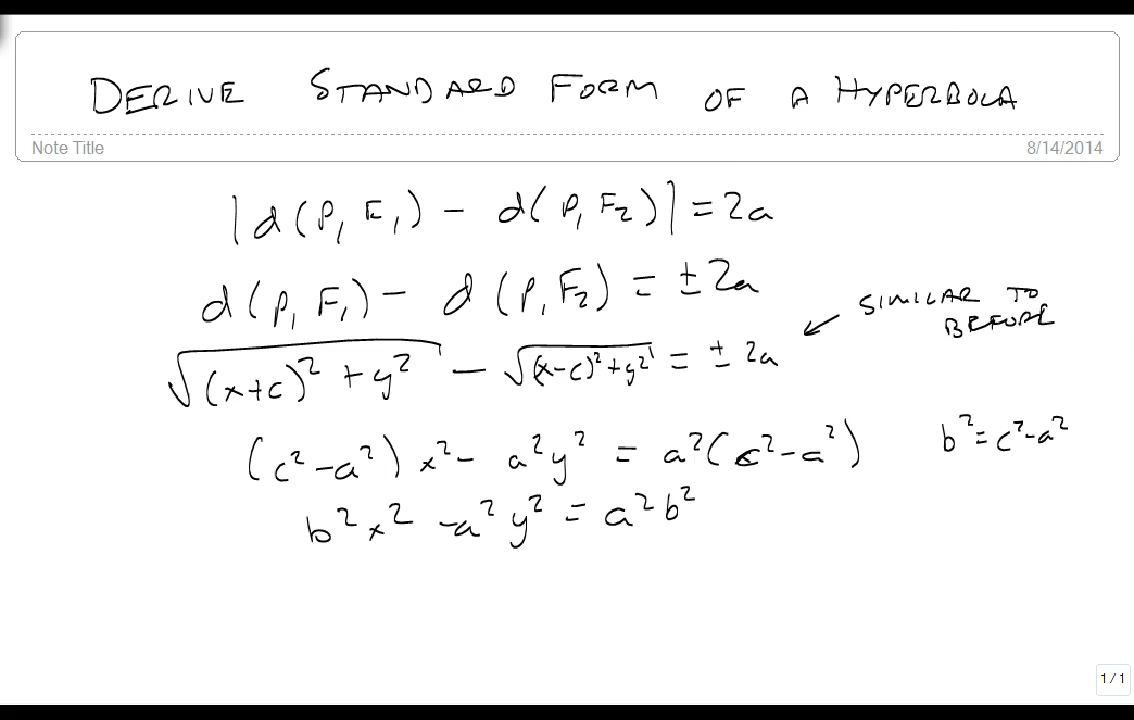 DERIVE STANDARD FORM OF A HYPERBOLA
Note Title 8/14/2014
|d(P, F₁) - d(P, F₂)| = 2a
d(P, F₁) - d(P, F₂) = ± 2a
SIMILAR TO
BEFORE
√((x+c)² + y²) - √((x-c)² + y²) = ± 2a
(c² - a²) x² - a²y² = a²(c² - a²) b² = c² - a²
b²x² - a²y² = a²b²
1/1